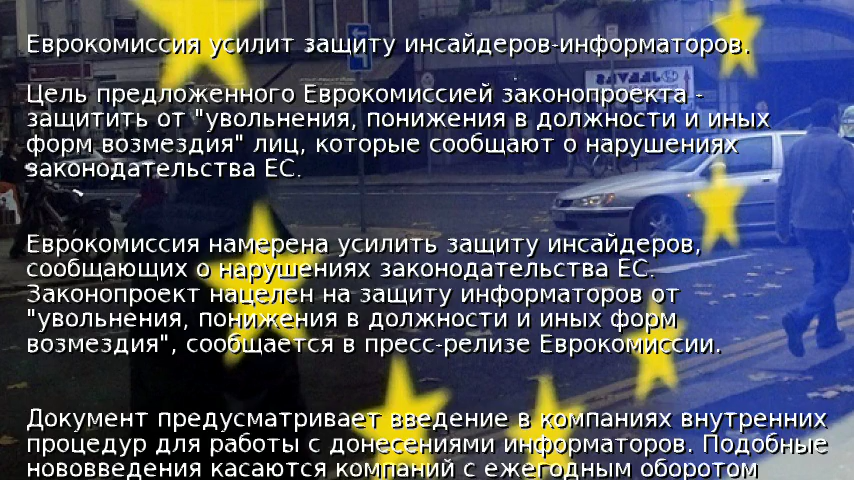 Еврокомиссия усилит защиту инсайдеров-информаторов.
Цель предложенного Еврокомиссией законопроекта -
защитить от "увольнения, понижения в должности и иных
форм возмездия" лиц, которые сообщают о нарушениях
законодательства ЕС.
Еврокомиссия намерена усилить защиту инсайдеров,
сообщающих о нарушениях законодательства ЕС.
Законопроект нацелен на защиту информаторов от
"увольнения, понижения в должности и иных форм
возмездия", сообщается в пресс-релизе Еврокомиссии.
Документ предусматривает введение в компаниях внутренних
процедур для работы с донесениями информаторов. Подобные
нововведения касаются компаний с ежегодным оборотом